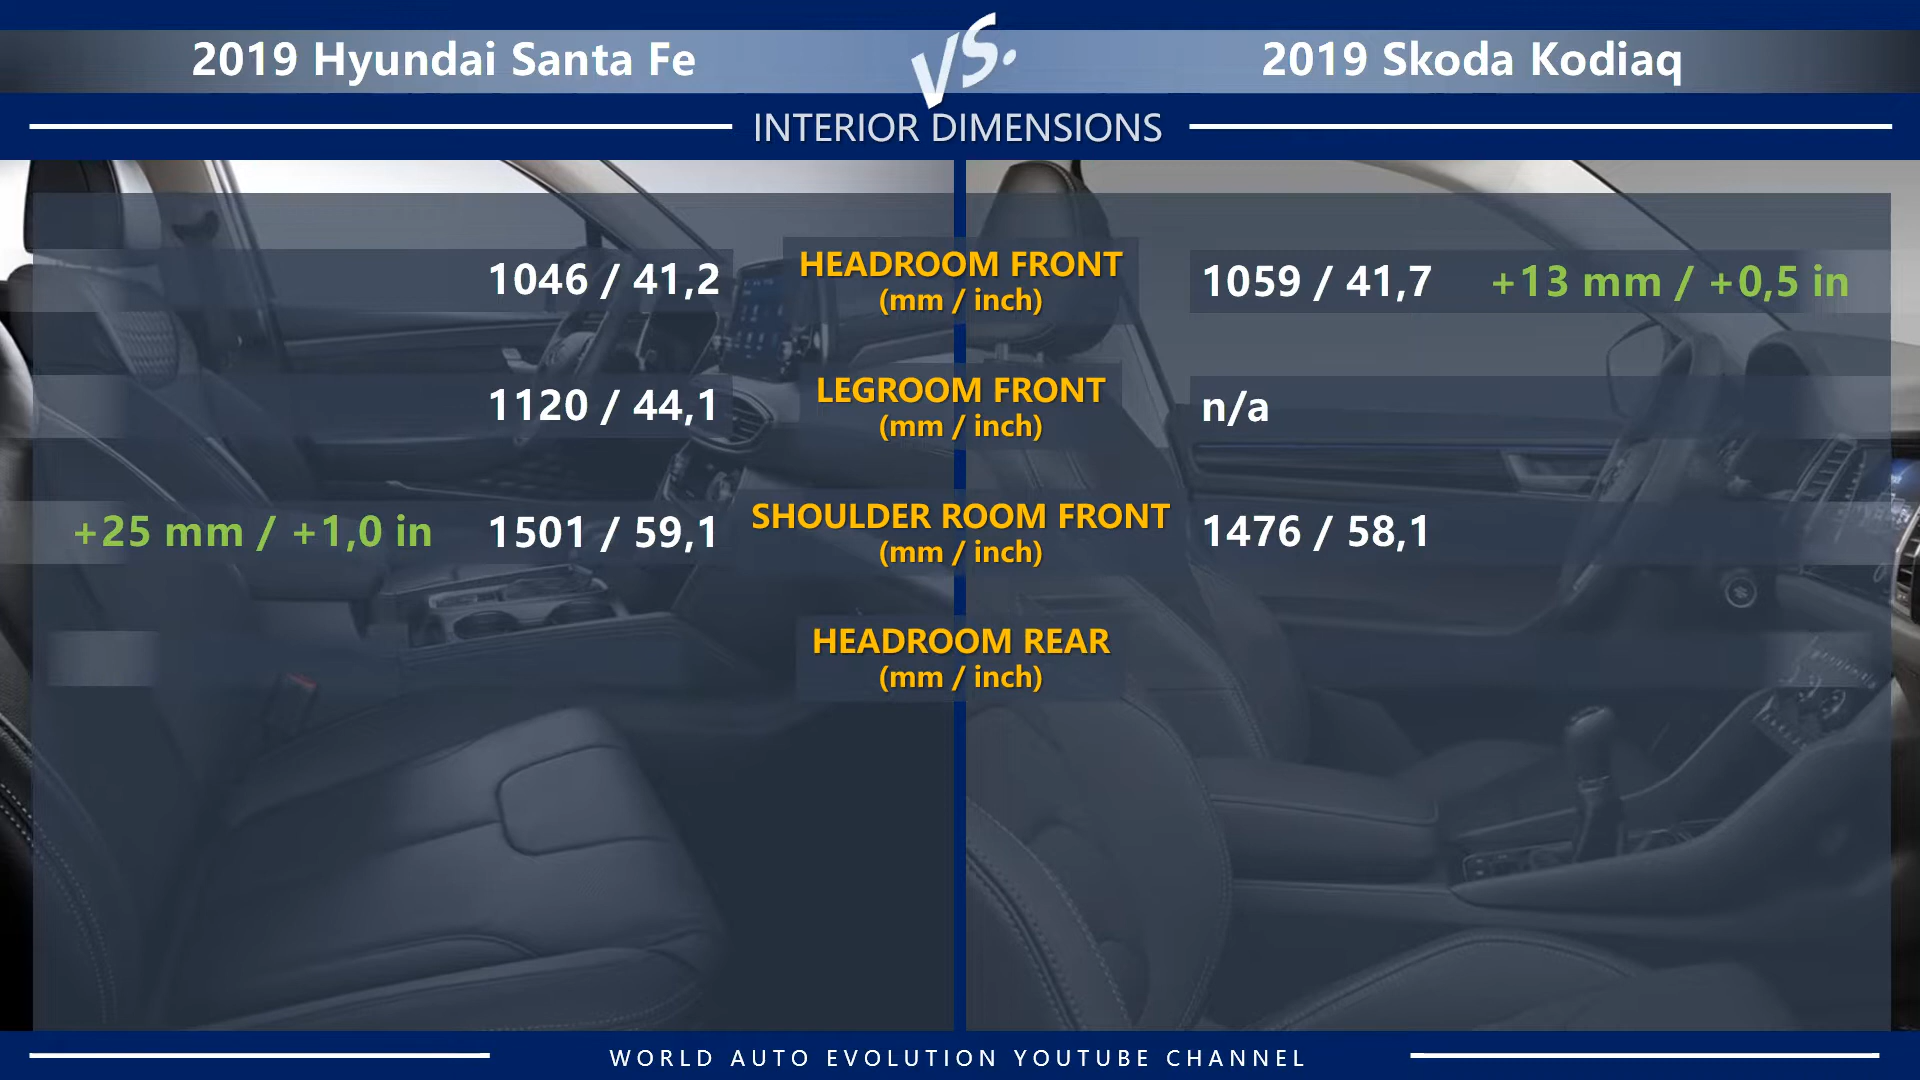 2019 Hyundai Santa Fe VS. 2019 Skoda Kodiaq
INTERIOR DIMENSIONS
1046 / 41,2 HEADROOM FRONT 1059 / 41,7 +13 mm / +0,5 in
(mm / inch)
1120 / 44,1 LEGROOM FRONT n/a
(mm / inch)
+25 mm / +1,0 in 1501 / 59,1 SHOULDER ROOM FRONT 1476 / 58,1
(mm / inch)
HEADROOM REAR
(mm / inch)
WORLD AUTO EVOLUTION YOUTUBE CHANNEL